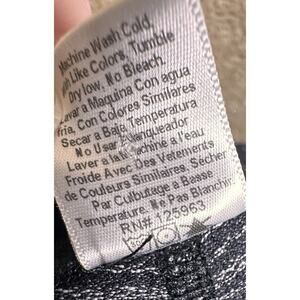 Machine Wash Cold,
With Like Colors, Tumble
Dry low, No Bleach.
Lavar a Maquina Con agua
fria, Con Colores Similares
Secar a Baja Temperatura
No Usar Blanqueador
Laver à la Machine à l'eau
Froide Avec Des Vetements
de Couleurs Similaires, Sécher
Par Culbutage a Basse
Temperature, Ne Pas Blanchir.
RN# 125963